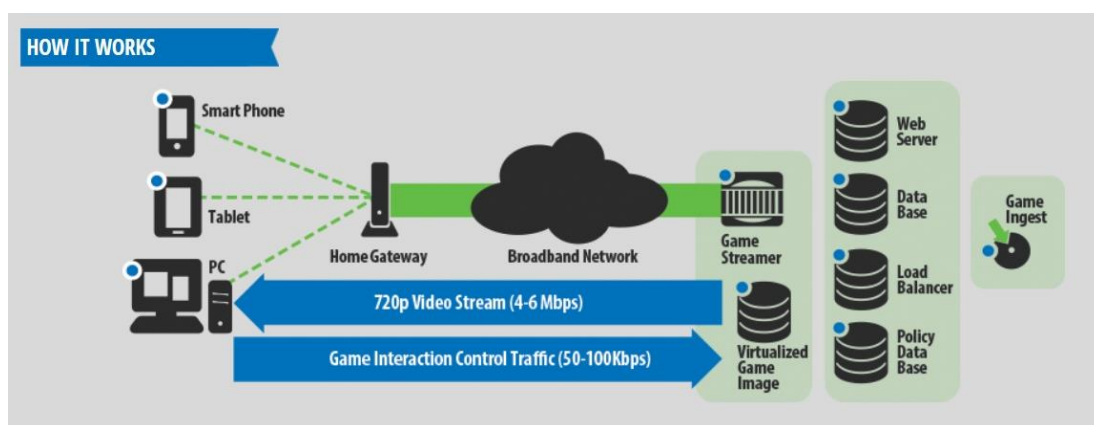 HOW IT WORKS
Smart Phone
Tablet
PC
Home Gateway
Broadband Network
Game
Streamer
720p Video Stream (4-6 Mbps)
Game Interaction Control Traffic (50-100Kbps)
Virtualized
Game
Image
Web
Server
Data
Base
Load
Balancer
Policy
Data
Base
Game
Ingest